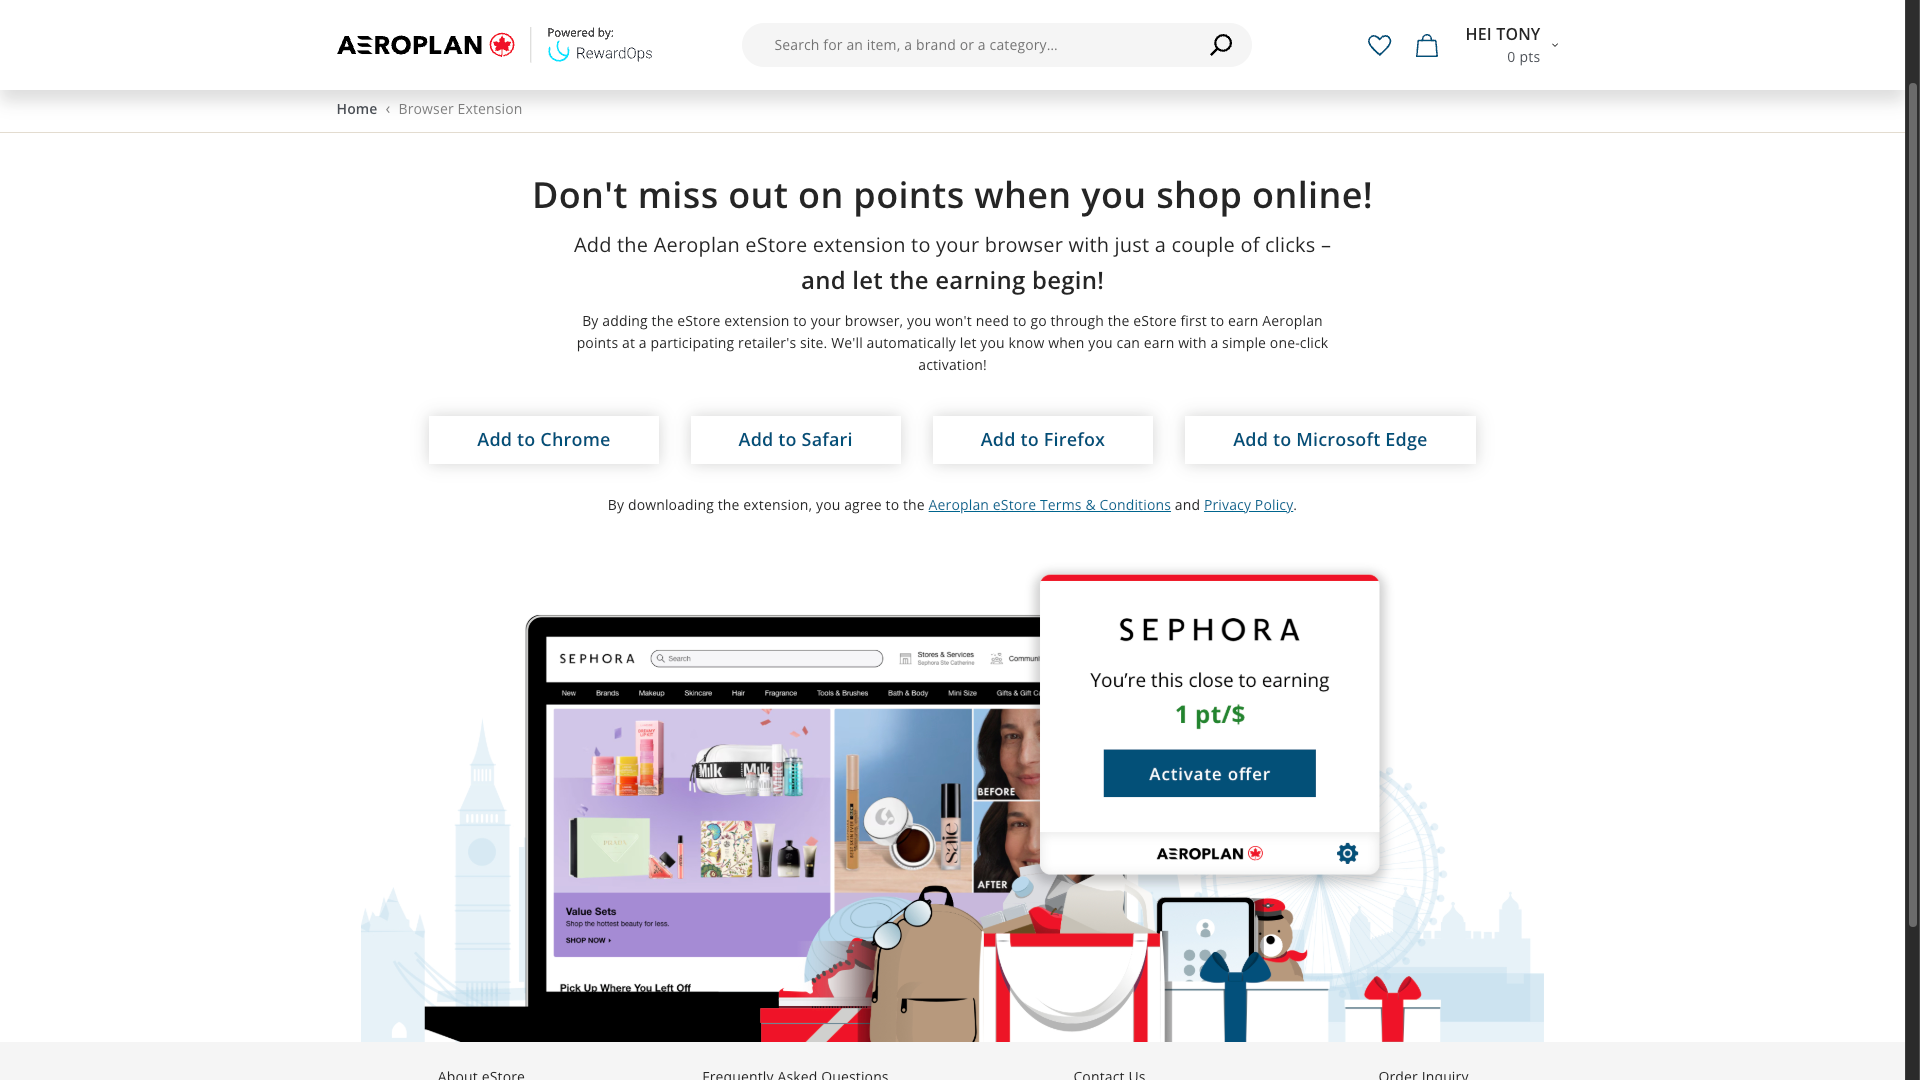 AEROPLAN
Powered by:
RewardOps
Search for an item, a brand or a category...
HEI TONY
0 pts
Home ‹ Browser Extension
Don't miss out on points when you shop online!
Add the Aeroplan eStore extension to your browser with just a couple of clicks –
and let the earning begin!
By adding the eStore extension to your browser, you won't need to go through the eStore first to earn Aeroplan
points at a participating retailer's site. We'll automatically let you know when you can earn with a simple one-click
activation!
Add to Chrome
Add to Safari
Add to Firefox
Add to Microsoft Edge
By downloading the extension, you agree to the Aeroplan eStore Terms & Conditions and Privacy Policy.
SEPHORA
Search
Stores & Services
Sephora Ste Catherine
New Brands Makeup Skincare Hair Fragrance Tools & Brushes Bath & Body Mini Size
Milk
Milk
PRADA
saie
BEFORE
AFTER
Value Sets
Shop the hottest beauty for less.
SHOP NOW
Pick Up Where You Left Off
SEPHORA
You're this close to earning
1 pt/$
Activate offer
AEROPLAN
About eStore
Frequently Asked Questions
Contact Us
Order Inquiry